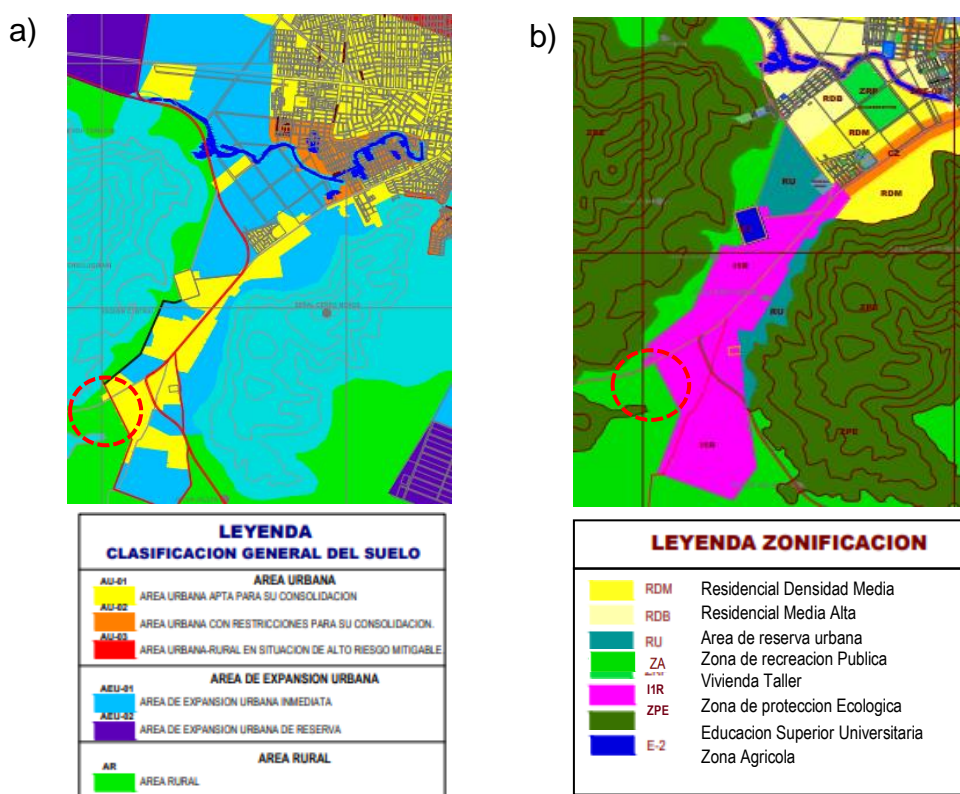 a)
b)
RDB
ZRP
RDM
CZ
RDM
RU
ZPE
I1R
RU
ZPE
I1R
ZPE
LEYENDA
CLASIFICACION GENERAL DEL SUELO
AREA URBANA
AU-01
AREA URBANA APTA PARA SU CONSOLIDACION
AU-02
AREA URBANA CON RESTRICCIONES PARA SU CONSOLIDACION.
AU-03
AREA URBANA-RURAL EN SITUACION DE ALTO RIESGO MITIGABLE.
AREA DE EXPANSION URBANA
AEU-01
AREA DE EXPANSION URBANA INMEDIATA
AEU-02
AREA DE EXPANSION URBANA DE RESERVA
AREA RURAL
AR
AREA RURAL
LEYENDA ZONIFICACION
RDM Residencial Densidad Media
RDB Residencial Media Alta
RU Area de reserva urbana
ZA Zona de recreacion Publica
Vivienda Taller
I1R
ZPE Zona de proteccion Ecologica
Educacion Superior Universitaria
E-2 Zona Agricola